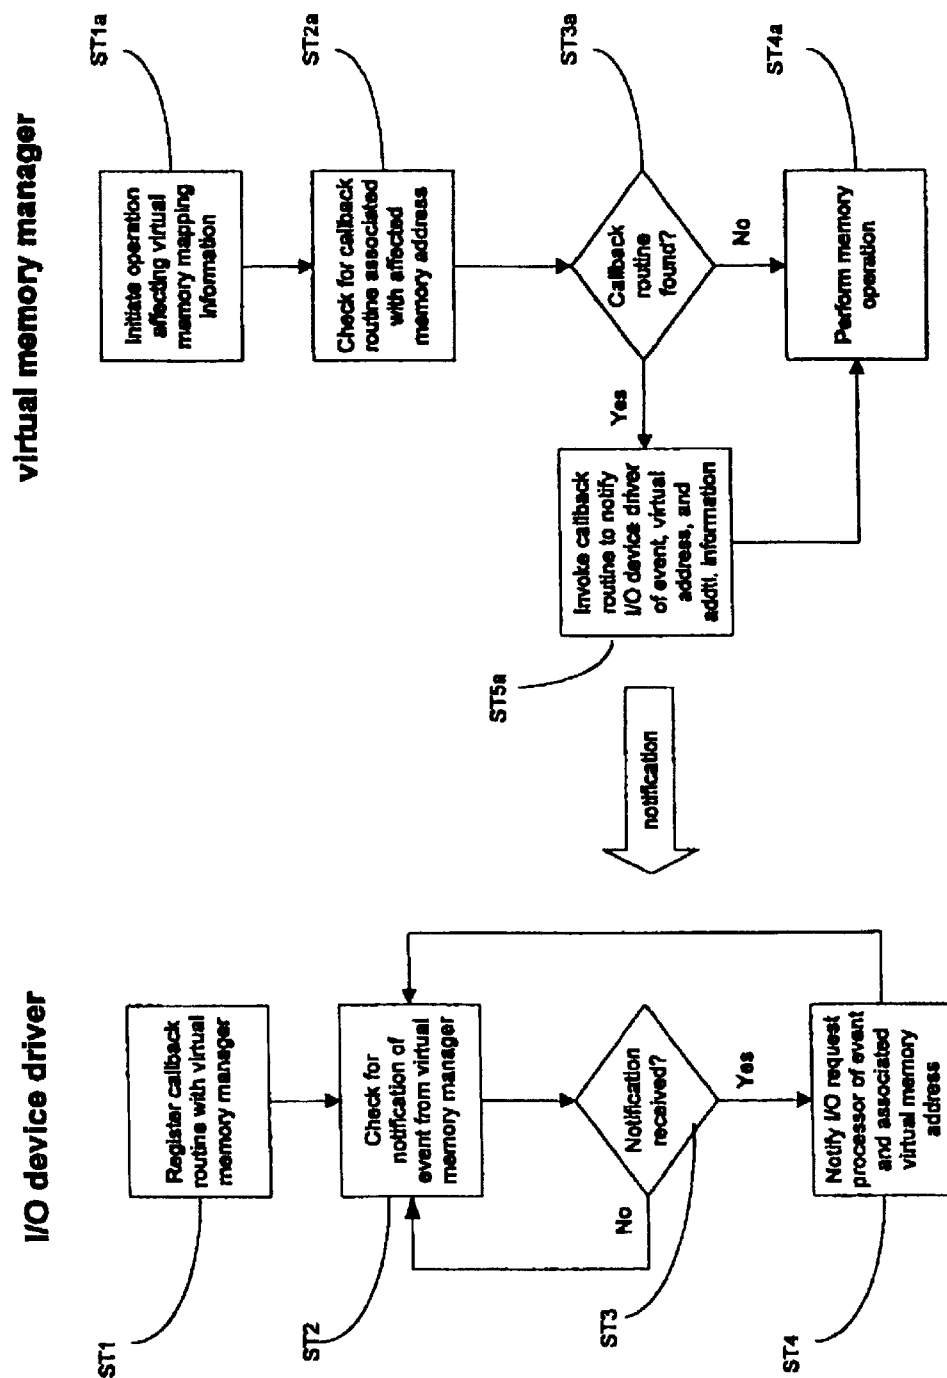 I/O device driver
ST1
Register callback
routine with virtual
memory manager
ST2
Check for
notification of
event from virtual
memory manager
ST3
Notification
received?
No
Yes
ST4
Notify I/O request
processor of event
and associated
virtual memory
address
notification
virtual memory manager
ST1a
Initiate operation
affecting virtual
memory mapping
information
ST2a
Check for callback
routine associated
with affected
memory address
ST3a
Callback
routine
found?
Yes
No
ST5a
Invoke callback
routine to notify
I/O device driver
of event, virtual
address, and
addtl. information
ST4a
Perform memory
operation